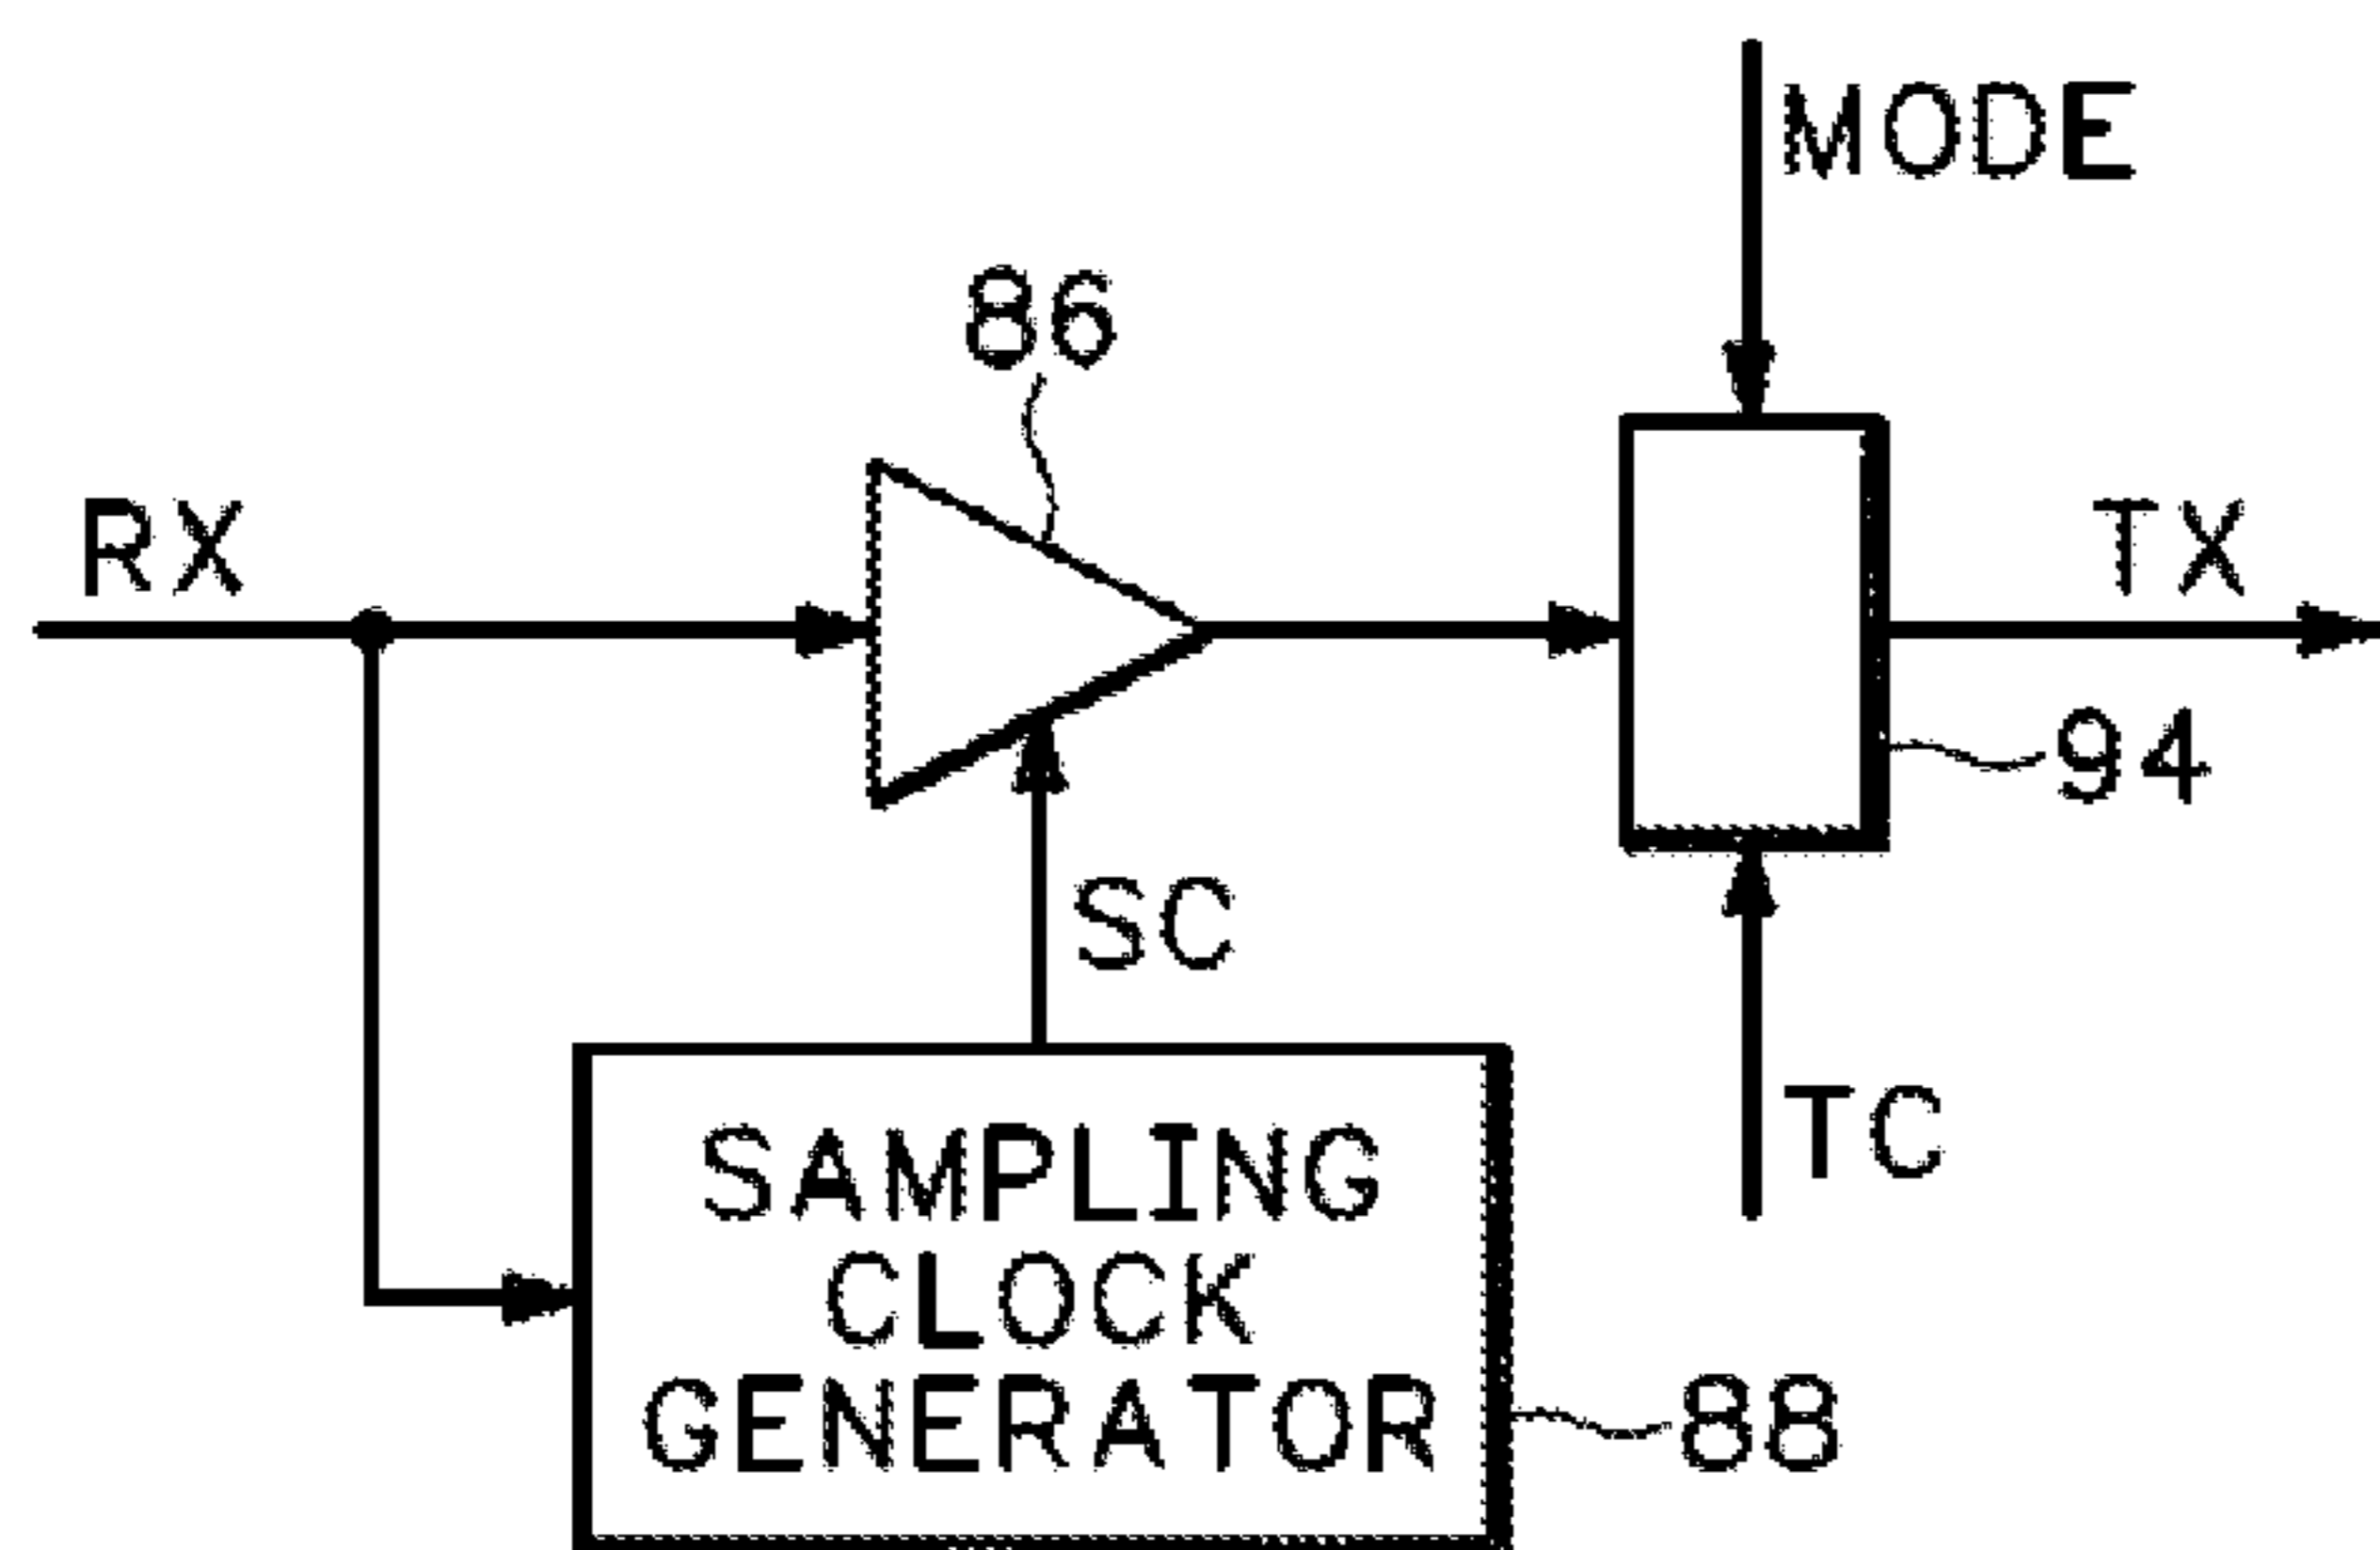 MODE
86
RX
TX
94
SC
TC
SAMPLING
CLOCK
GENERATOR
88